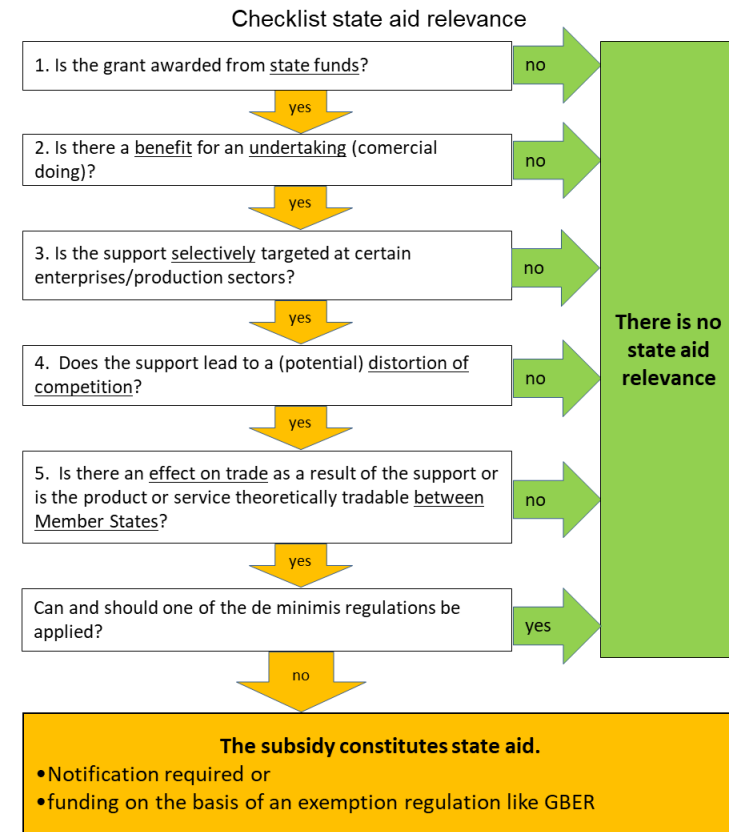 Checklist state aid relevance
1. Is the grant awarded from state funds?
no
yes
2. Is there a benefit for an undertaking (comercial
doing)?
no
yes
3. Is the support selectively targeted at certain
enterprises/production sectors?
no
yes
There is no
state aid
relevance
4.  Does the support lead to a (potential) distortion of
competition?
no
yes
5.  Is there an effect on trade as a result of the support or
is the product or service theoretically tradable between
Member States?
no
yes
Can and should one of the de minimis regulations be
applied?
yes
no
The subsidy constitutes state aid.
•Notification required or
•funding on the basis of an exemption regulation like GBER